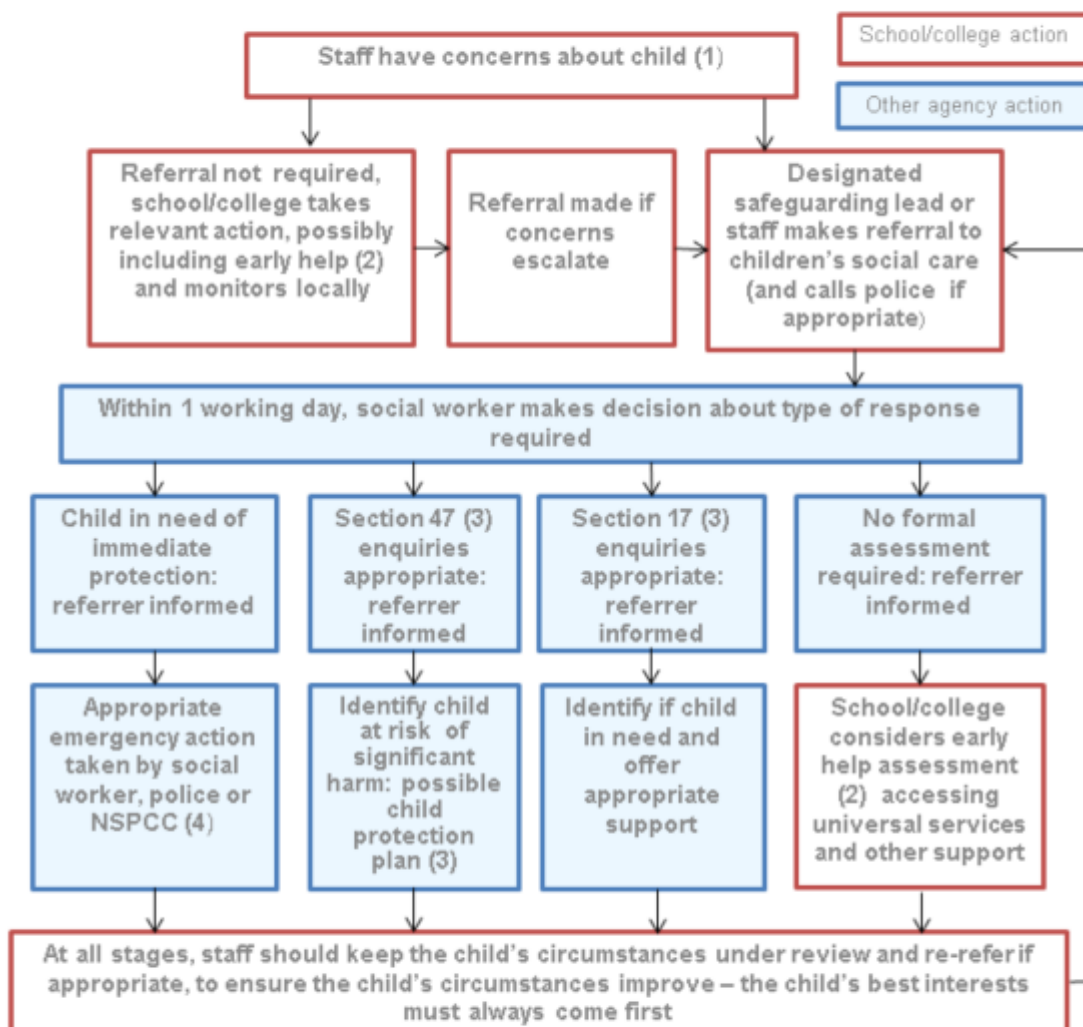 School/college action
Other agency action
Staff have concerns about child (1)
Referral not required,
school/college takes
relevant action, possibly
including early help (2)
and monitors locally
Referral made if
concerns
escalate
Designated
safeguarding lead or
staff makes referral to
children's social care
(and calls police if
appropriate)
Within 1 working day, social worker makes decision about type of response
required
Child in need of
immediate
protection:
referrer informed
Section 47 (3)
enquiries
appropriate:
referrer
informed
Section 17 (3)
enquiries
appropriate:
referrer
informed
No formal
assessment
required: referrer
informed
Appropriate
emergency action
taken by social
worker, police or
NSPCC (4)
Identify child
at risk of
significant
harm: possible
child
protection
plan (3)
Identify if child
in need and
offer
appropriate
support
School/college
considers early
help assessment
(2) accessing
universal services
and other support
At all stages, staff should keep the child's circumstances under review and re-refer if
appropriate, to ensure the child's circumstances improve – the child's best interests
must always come first